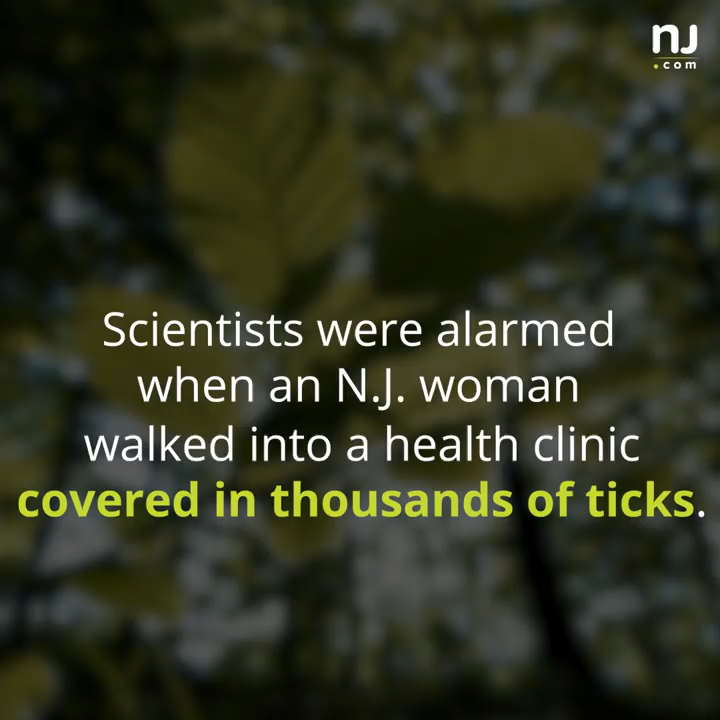 nj
.com
Scientists were alarmed
when an N.J. woman
walked into a health clinic
covered in thousands of ticks.